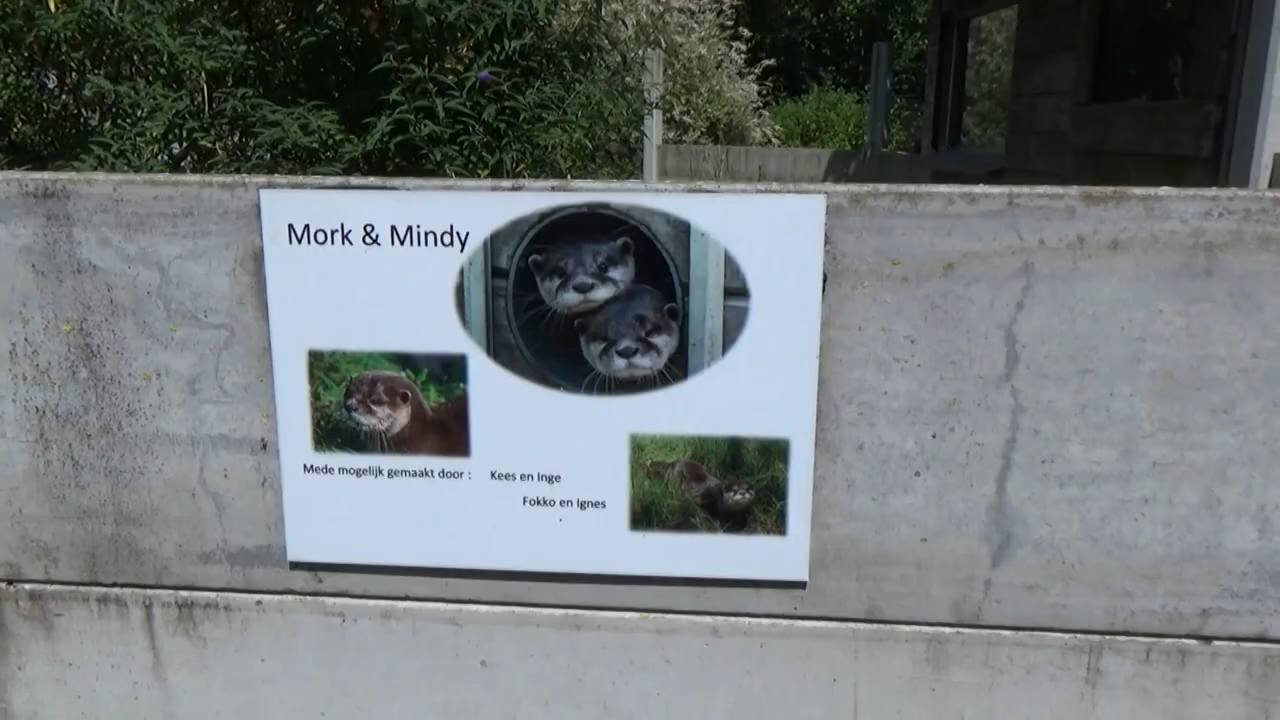 Mork & Mindy
Mede mogelijk gemaakt door : Kees en Inge
Fokko en Ignes